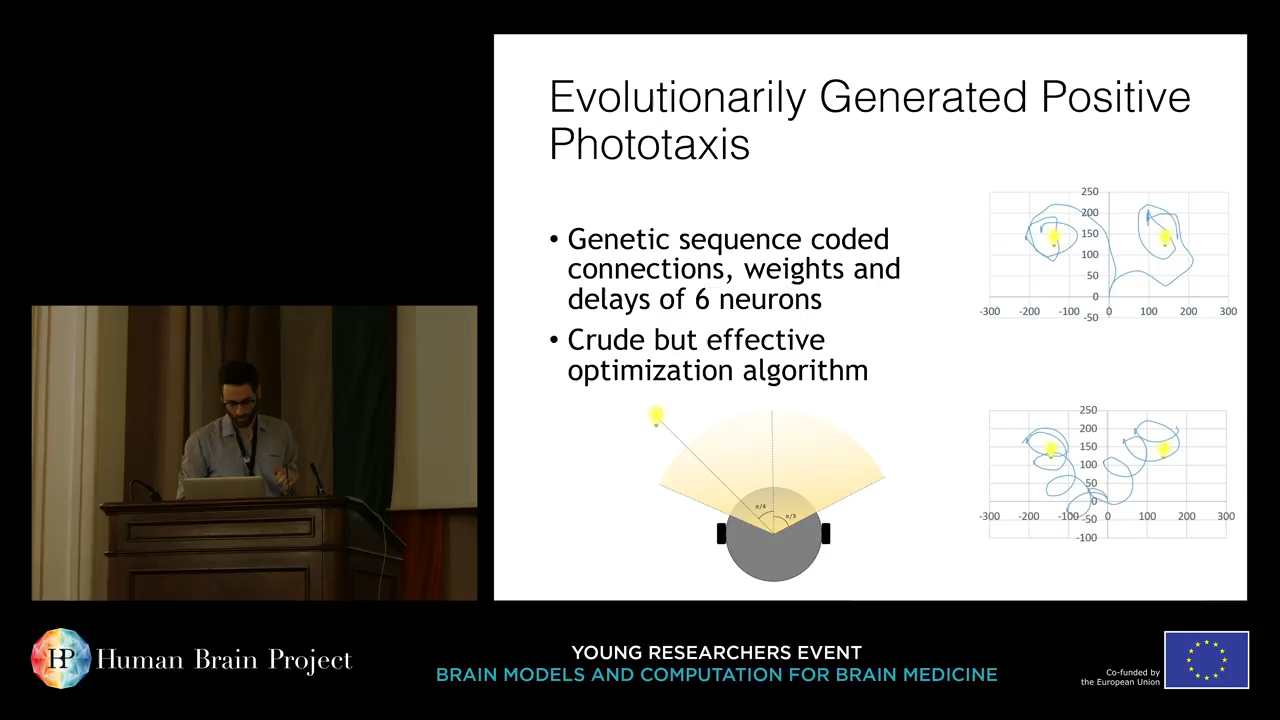 Evolutionarily Generated Positive
Phototaxis
• Genetic sequence coded
connections, weights and
delays of 6 neurons
• Crude but effective
optimization algorithm
π/4
π/3
250
200
150
100
50
0
-50
-300 -200 -100 0 100 200 300
250
200
150
100
50
0
-50
-100
-300 -200 -100 0 100 200 300
HP Human Brain Project
YOUNG RESEARCHERS EVENT
BRAIN MODELS AND COMPUTATION FOR BRAIN MEDICINE
Co-funded by
the European Union